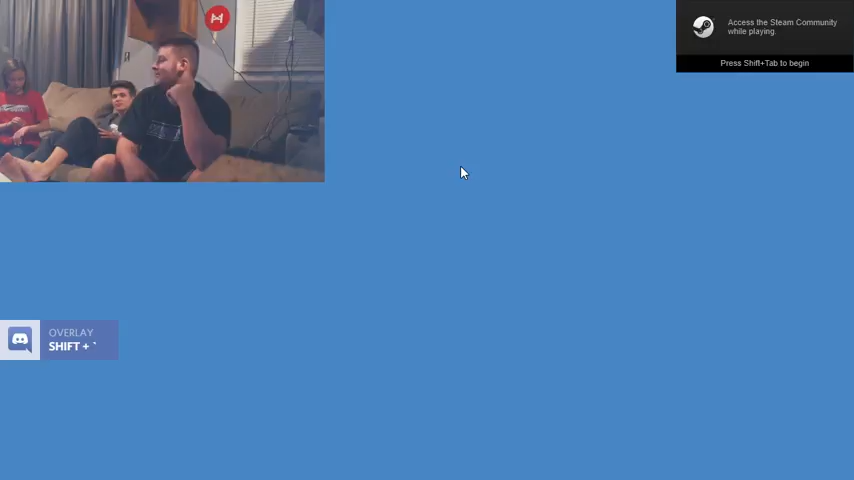 Access the Steam Community
while playing.
Press Shift+Tab to begin
OVERLAY
SHIFT + `